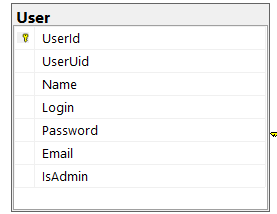 User
UserId
UserUid
Name
Login
Password
Email
IsAdmin